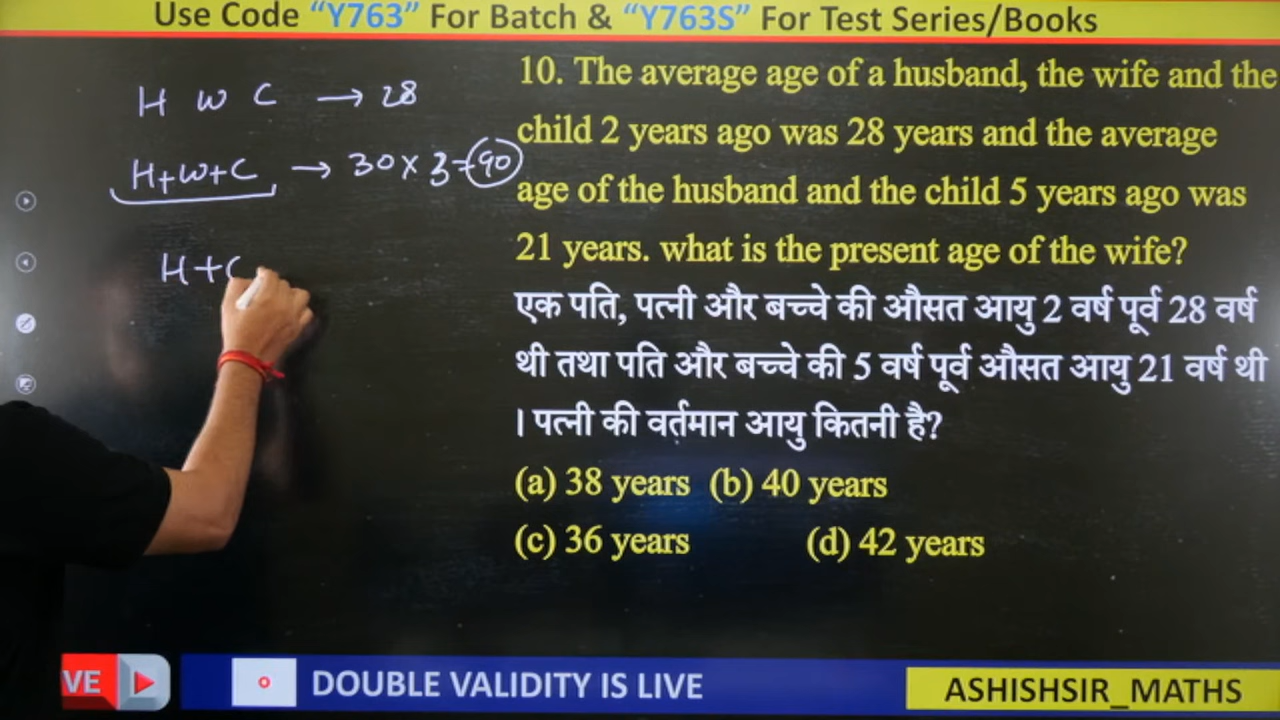 Use Code “Y763” For Batch & “Y763S” For Test Series/Books
H W C → 28
H+W+C → 30 × 3 = 90
H+C
10. The average age of a husband, the wife and the
child 2 years ago was 28 years and the average
age of the husband and the child 5 years ago was
21 years. what is the present age of the wife?
एक पति, पत्नी और बच्चे की औसत आयु 2 वर्ष पूर्व 28 वर्ष
थी तथा पति और बच्चे की 5 वर्ष पूर्व औसत आयु 21 वर्ष थी
। पत्नी की वर्तमान आयु कितनी है?
(a) 38 years (b) 40 years
(c) 36 years (d) 42 years
VE
DOUBLE VALIDITY IS LIVE
ASHISHSIR_MATHS